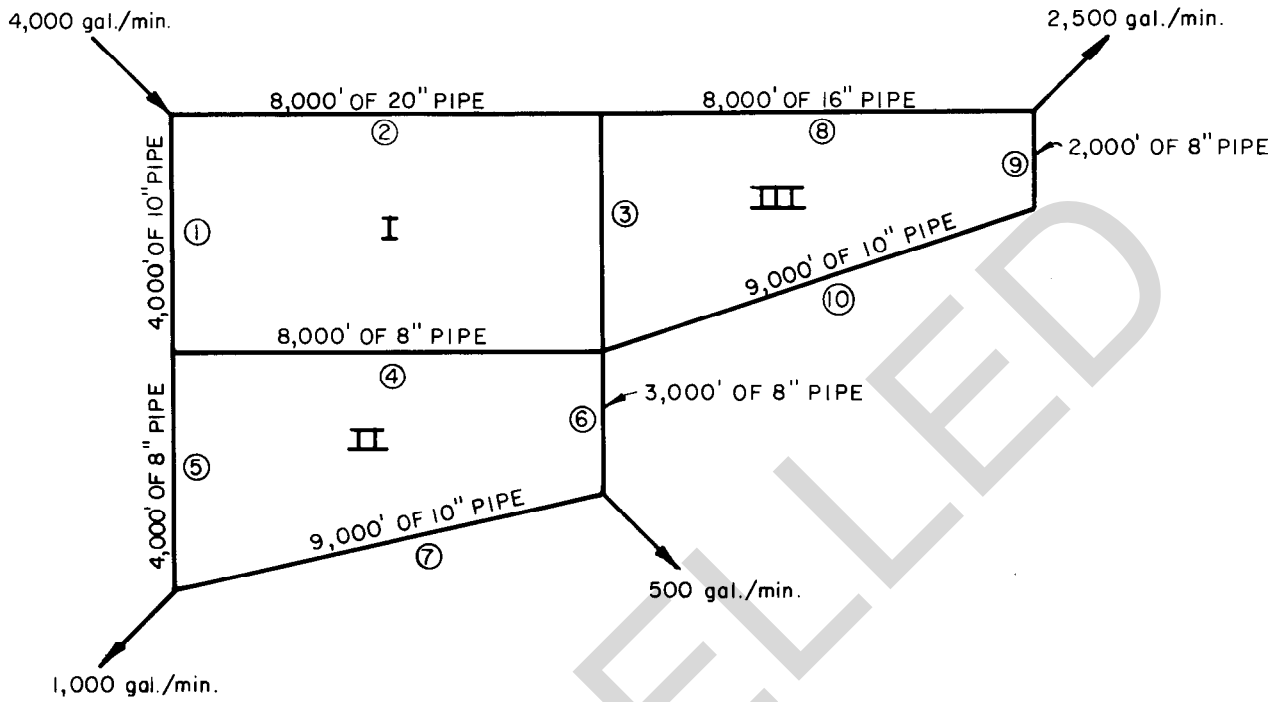 4,000 gal./min.
2,500 gal./min.
8,000' OF 20" PIPE
8,000' OF 16" PIPE
②
⑧
⑨
2,000' OF 8" PIPE
4,000' OF 10" PIPE
①
I
③
III
9,000' OF 10" PIPE
⑩
8,000' OF 8" PIPE
④
3,000' OF 8" PIPE
⑥
II
4,000' OF 8" PIPE
⑤
9,000' OF 10" PIPE
⑦
500 gal./min.
1,000 gal./min.
ELLED